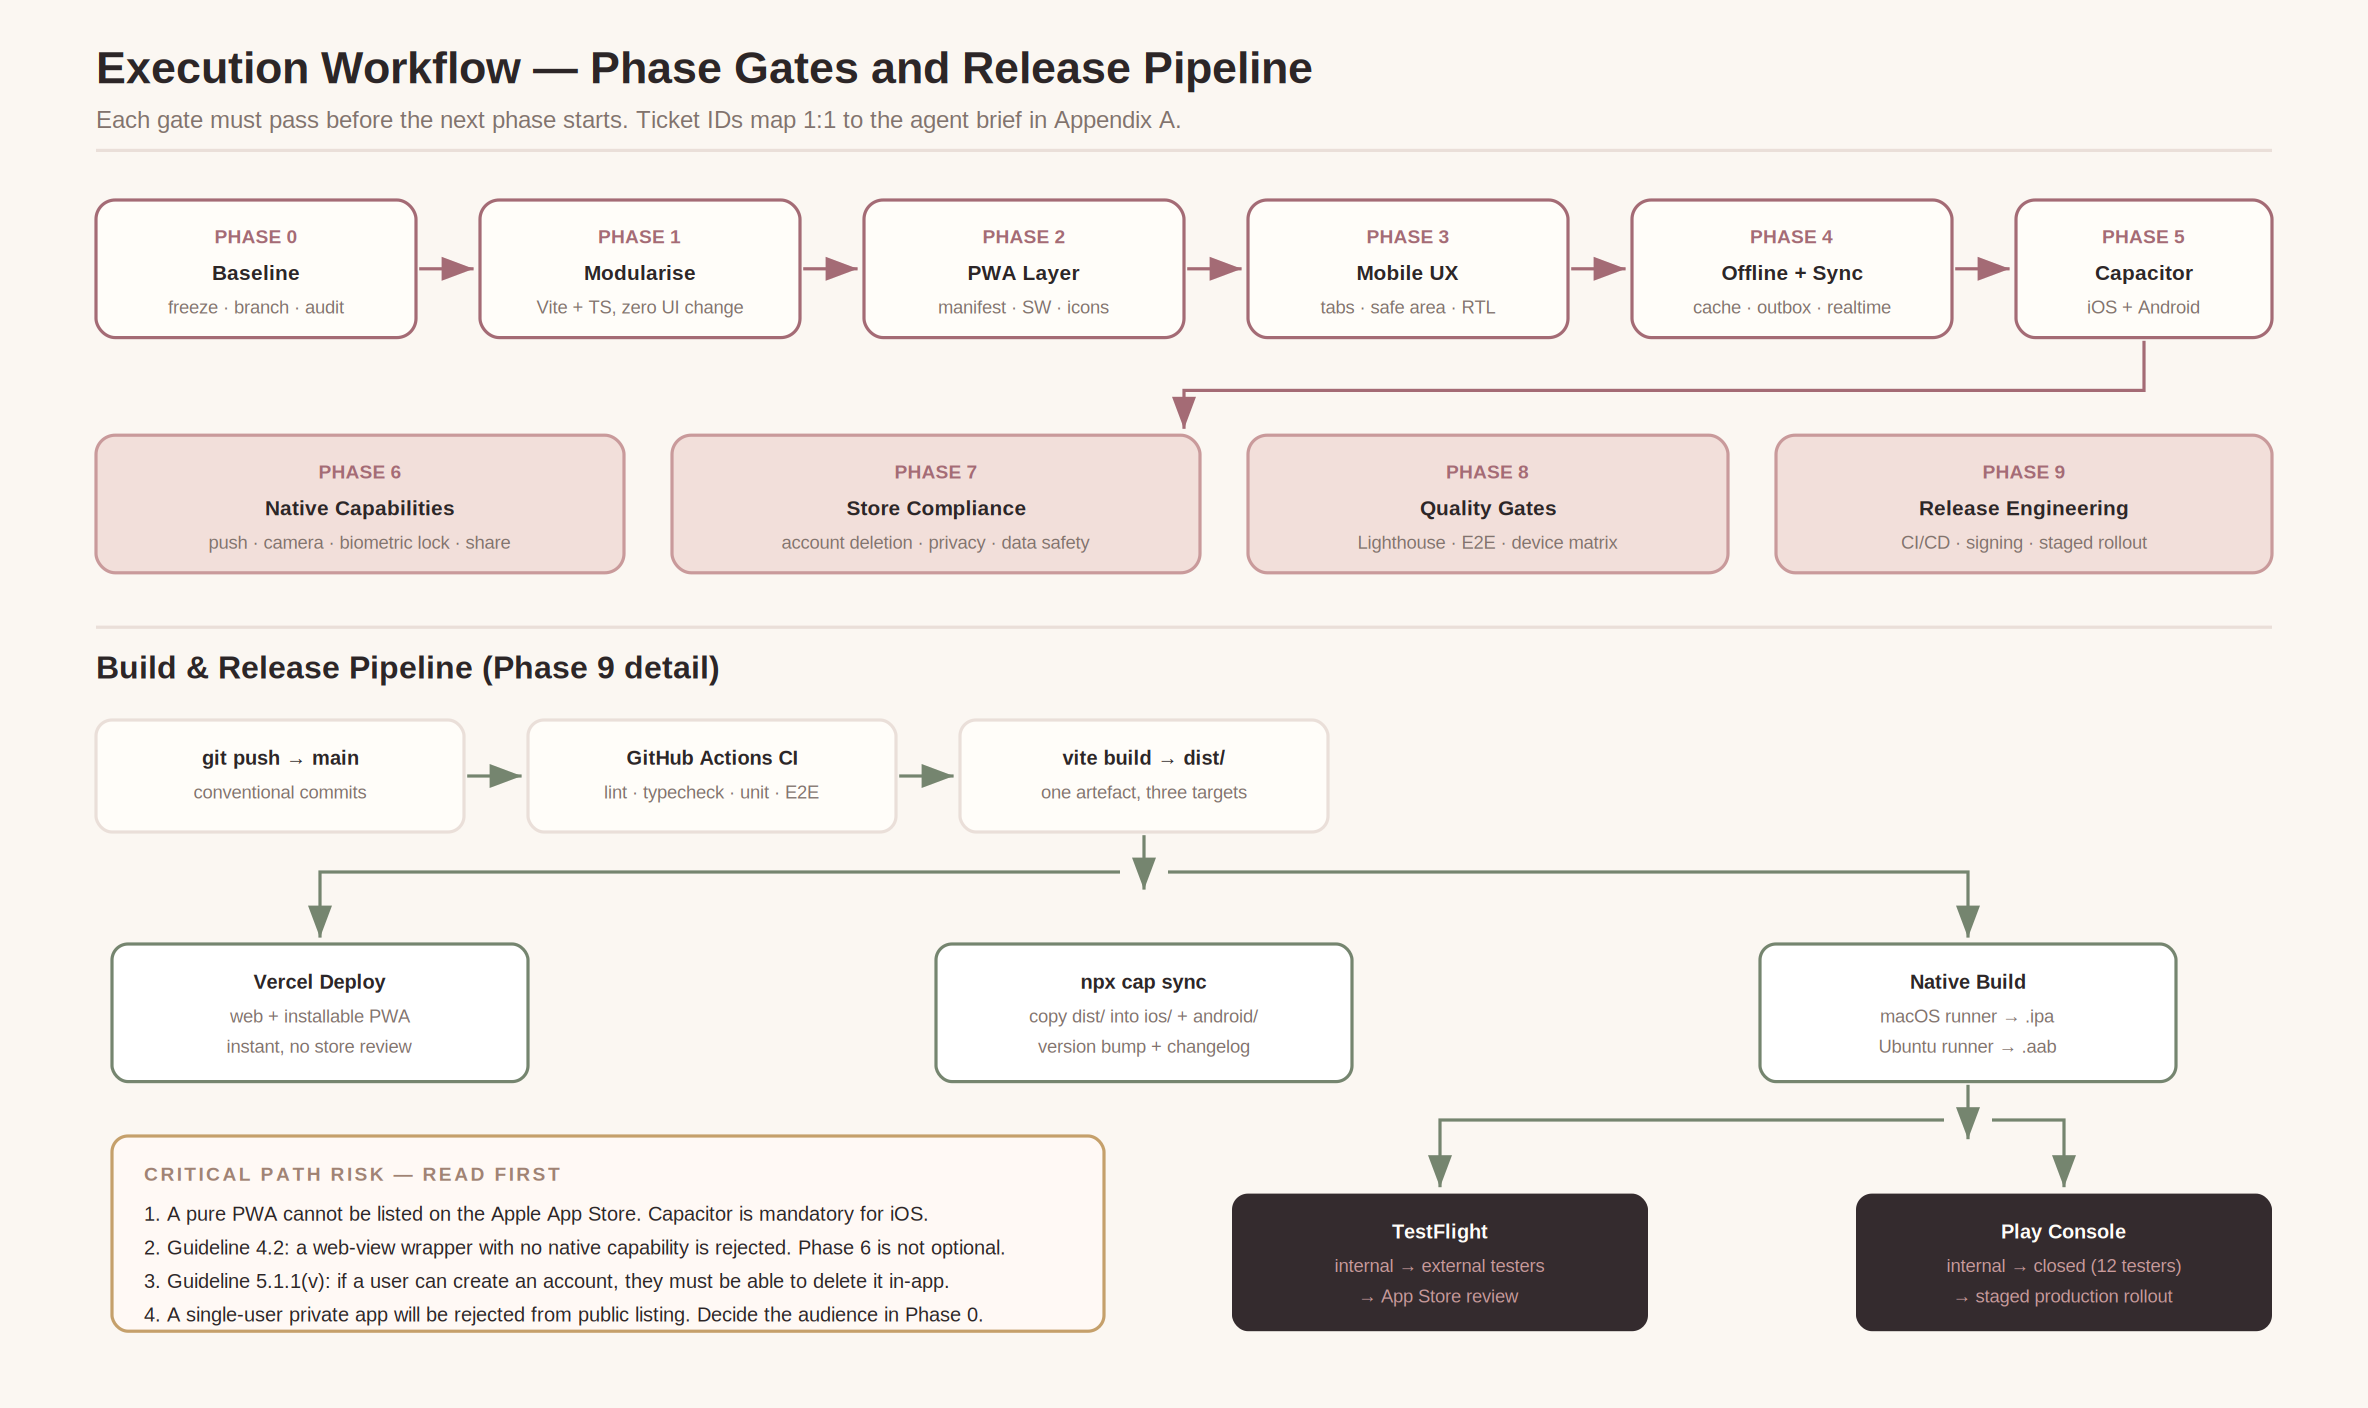 Execution Workflow — Phase Gates and Release Pipeline
Each gate must pass before the next phase starts. Ticket IDs map 1:1 to the agent brief in Appendix A.
PHASE 0
Baseline
freeze · branch · audit
PHASE 1
Modularise
Vite + TS, zero UI change
PHASE 2
PWA Layer
manifest · SW · icons
PHASE 3
Mobile UX
tabs · safe area · RTL
PHASE 4
Offline + Sync
cache · outbox · realtime
PHASE 5
Capacitor
iOS + Android
PHASE 6
Native Capabilities
push · camera · biometric lock · share
PHASE 7
Store Compliance
account deletion · privacy · data safety
PHASE 8
Quality Gates
Lighthouse · E2E · device matrix
PHASE 9
Release Engineering
CI/CD · signing · staged rollout
Build & Release Pipeline (Phase 9 detail)
git push → main
conventional commits
GitHub Actions CI
lint · typecheck · unit · E2E
vite build → dist/
one artefact, three targets
Vercel Deploy
web + installable PWA
instant, no store review
npx cap sync
copy dist/ into ios/ + android/
version bump + changelog
Native Build
macOS runner → .ipa
Ubuntu runner → .aab
CRITICAL PATH RISK — READ FIRST
1. A pure PWA cannot be listed on the Apple App Store. Capacitor is mandatory for iOS.
2. Guideline 4.2: a web-view wrapper with no native capability is rejected. Phase 6 is not optional.
3. Guideline 5.1.1(v): if a user can create an account, they must be able to delete it in-app.
4. A single-user private app will be rejected from public listing. Decide the audience in Phase 0.
TestFlight
internal → external testers
→ App Store review
Play Console
internal → closed (12 testers)
→ staged production rollout